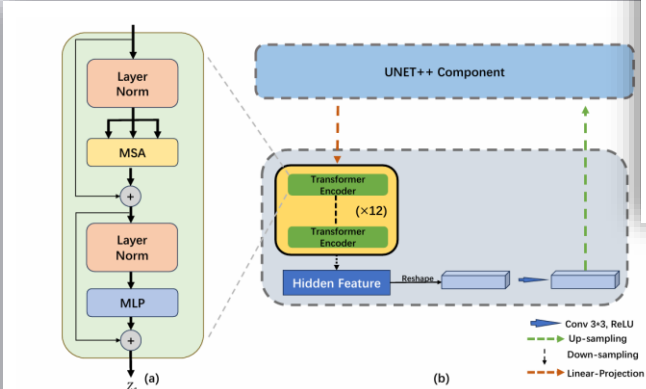 Layer
Norm
MSA
+
Layer
Norm
MLP
+
(a)
UNET++ Component
Transformer
Encoder
(×12)
Transformer
Encoder
Hidden Feature
Reshape
Conv 3*3, ReLU
Up-sampling
Down-sampling
Linear-Projection
(b)